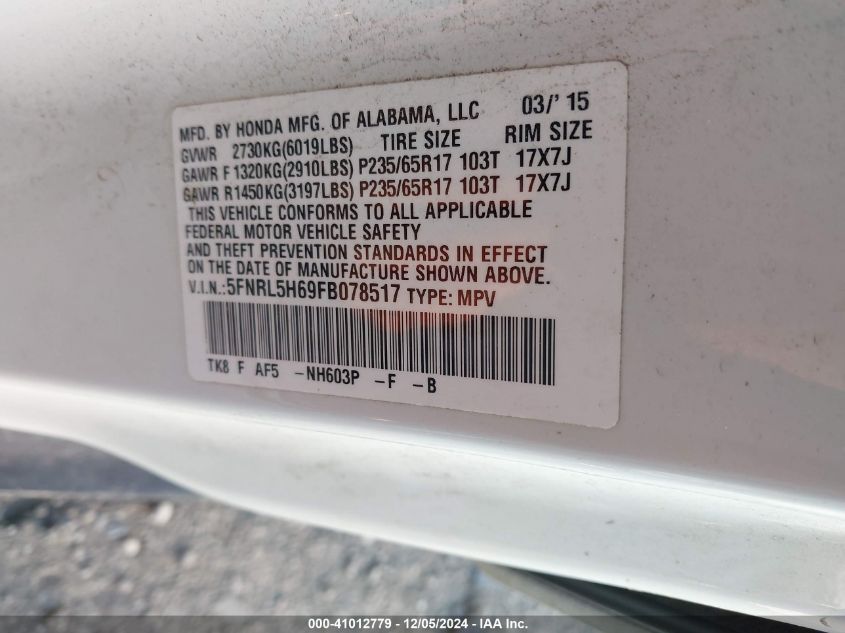 MFD. BY HONDA MFG. OF ALABAMA, LLC 03/' 15
GVWR 2730KG(6019LBS) TIRE SIZE RIM SIZE
GAWR F1320KG(2910LBS) P235/65R17 103T 17X7J
GAWR R1450KG(3197LBS) P235/65R17 103T 17X7J
THIS VEHICLE CONFORMS TO ALL APPLICABLE
FEDERAL MOTOR VEHICLE SAFETY
AND THEFT PREVENTION STANDARDS IN EFFECT
ON THE DATE OF MANUFACTURE SHOWN ABOVE.
V.I.N.:5FNRL5H69FB078517 TYPE: MPV
TK8 F AF5 -NH603P -F -B
000-41012779 - 12/05/2024 - IAA Inc.